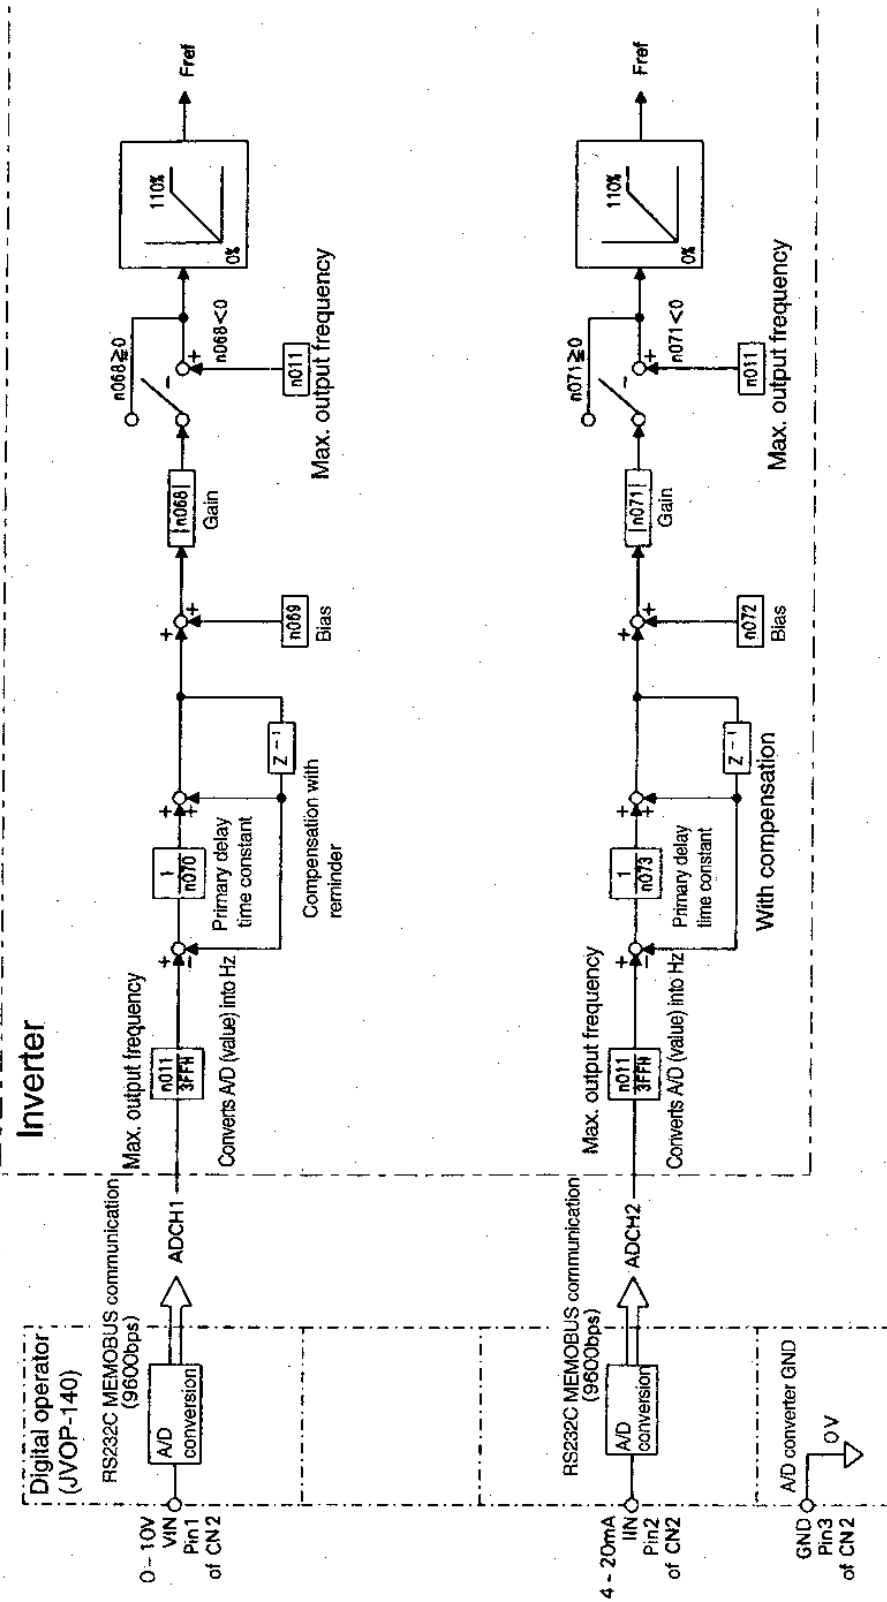 Digital operator
(JVOP-140)
Inverter
0 – 10V
VIN
Pin1
of CN2
A/D
conversion
RS232C MEMOBUS communication
(9600bps)
ADCH1
Max. output frequency
n011
3FFH
Converts A/D (value) into Hz
+
−
1
n070
Primary delay
time constant
+
+
Z −1
Compensation with
reminder
+
+
n069
Bias
|n068|
Gain
n068≧0
−
+
n068<0
n011
Max. output frequency
110%
0%
Fref
4 - 20mA
IIN
Pin2
of CN2
A/D
conversion
RS232C MEMOBUS communication
(9600bps)
ADCH2
Max. output frequency
n011
3FFH
Converts A/D (value) into Hz
+
−
1
n073
Primary delay
time constant
+
+
Z −1
With compensation
+
+
n072
Bias
|n071|
Gain
n071≧0
−
+
n071<0
n011
Max. output frequency
110%
0%
Fref
GND
Pin3
of CN2
A/D converter GND
0V